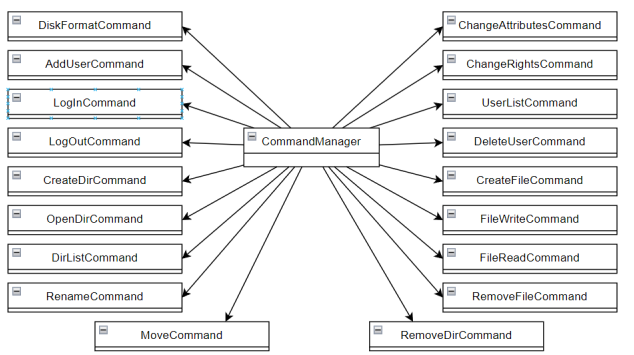 DiskFormatCommand
ChangeAttributesCommand
AddUserCommand
ChangeRightsCommand
LogInCommand
UserListCommand
LogOutCommand
CommandManager
DeleteUserCommand
CreateDirCommand
CreateFileCommand
OpenDirCommand
FileWriteCommand
DirListCommand
FileReadCommand
RenameCommand
RemoveFileCommand
MoveCommand
RemoveDirCommand